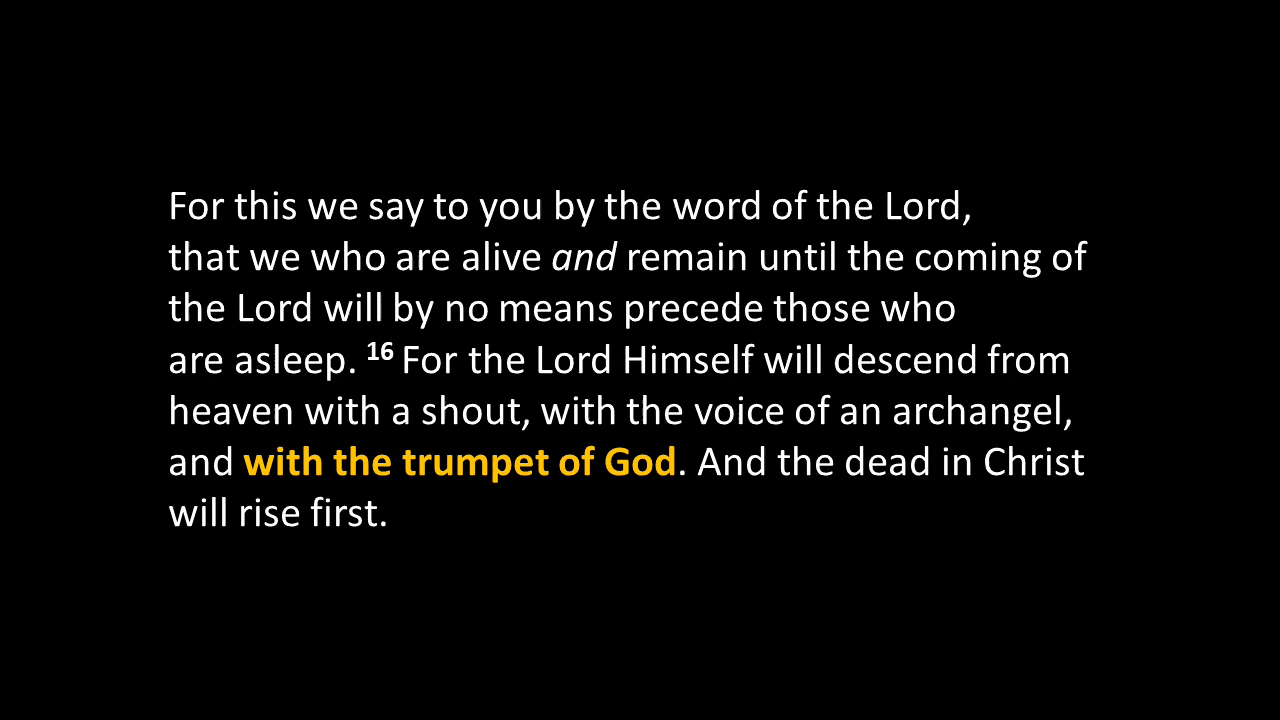 For this we say to you by the word of the Lord,
that we who are alive and remain until the coming of
the Lord will by no means precede those who
are asleep. 16 For the Lord Himself will descend from
heaven with a shout, with the voice of an archangel,
and with the trumpet of God. And the dead in Christ
will rise first.